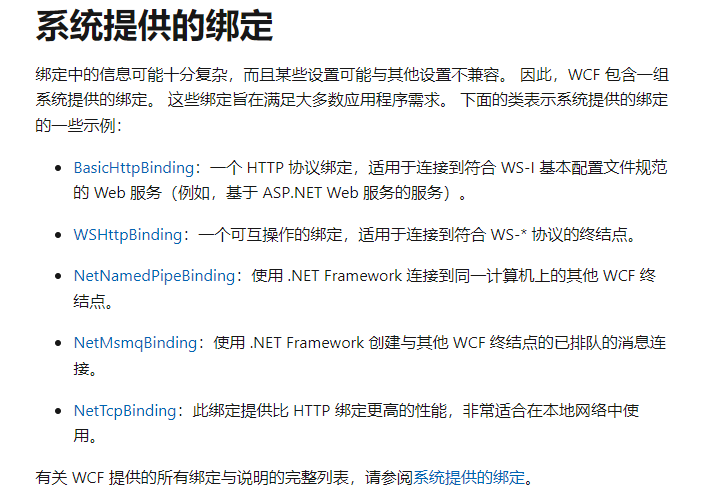 系统提供的绑定
绑定中的信息可能十分复杂，而且某些设置可能与其他设置不兼容。 因此，WCF 包含一组
系统提供的绑定。 这些绑定旨在满足大多数应用程序需求。 下面的类表示系统提供的绑定
的一些示例：
• BasicHttpBinding：一个 HTTP 协议绑定，适用于连接到符合 WS-I 基本配置文件规范
的 Web 服务（例如，基于 ASP.NET Web 服务的服务）。
• WSHttpBinding：一个可互操作的绑定，适用于连接到符合 WS-* 协议的终结点。
• NetNamedPipeBinding：使用 .NET Framework 连接到同一计算机上的其他 WCF 终
结点。
• NetMsmqBinding：使用 .NET Framework 创建与其他 WCF 终结点的已排队的消息连
接。
• NetTcpBinding：此绑定提供比 HTTP 绑定更高的性能，非常适合在本地网络中使
用。
有关 WCF 提供的所有绑定与说明的完整列表，请参阅系统提供的绑定。